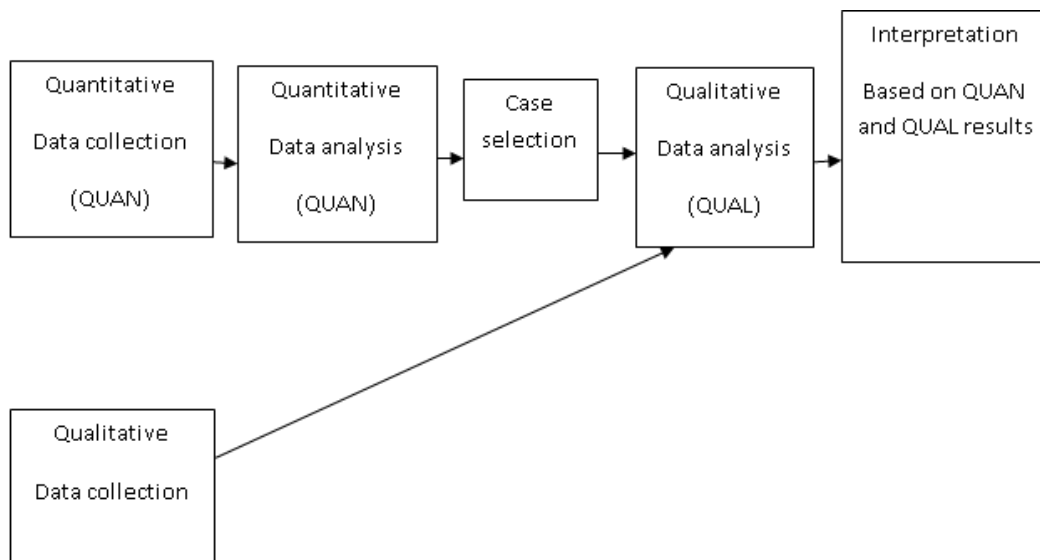 Quantitative
Data collection
(QUAN)
Quantitative
Data analysis
(QUAN)
Case
selection
Qualitative
Data analysis
(QUAL)
Interpretation
Based on QUAN
and QUAL results
Qualitative
Data collection